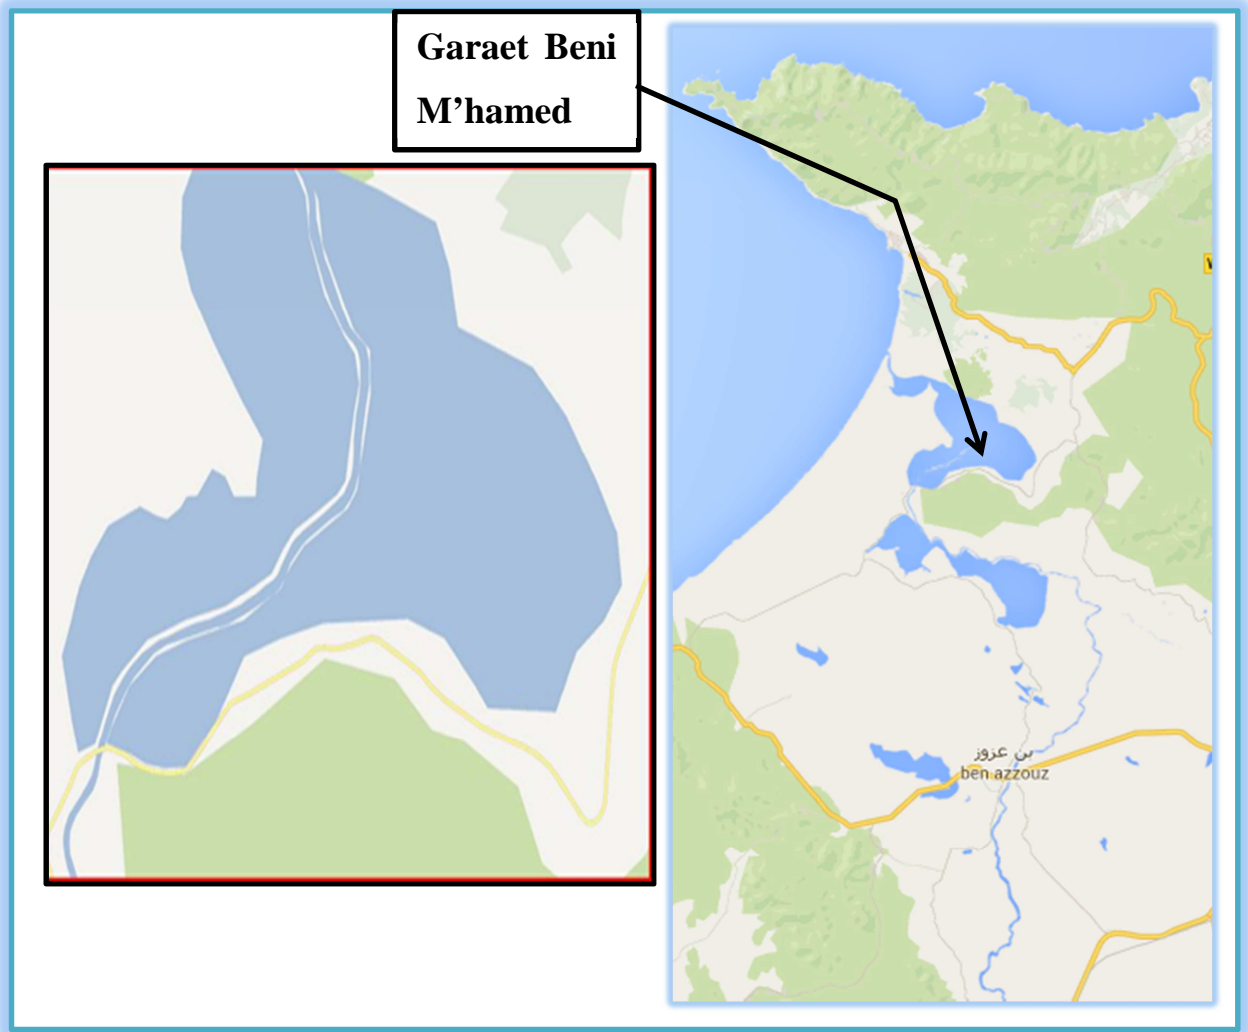 Garaet Beni
M’hamed
بن عزوز
ben azzouz